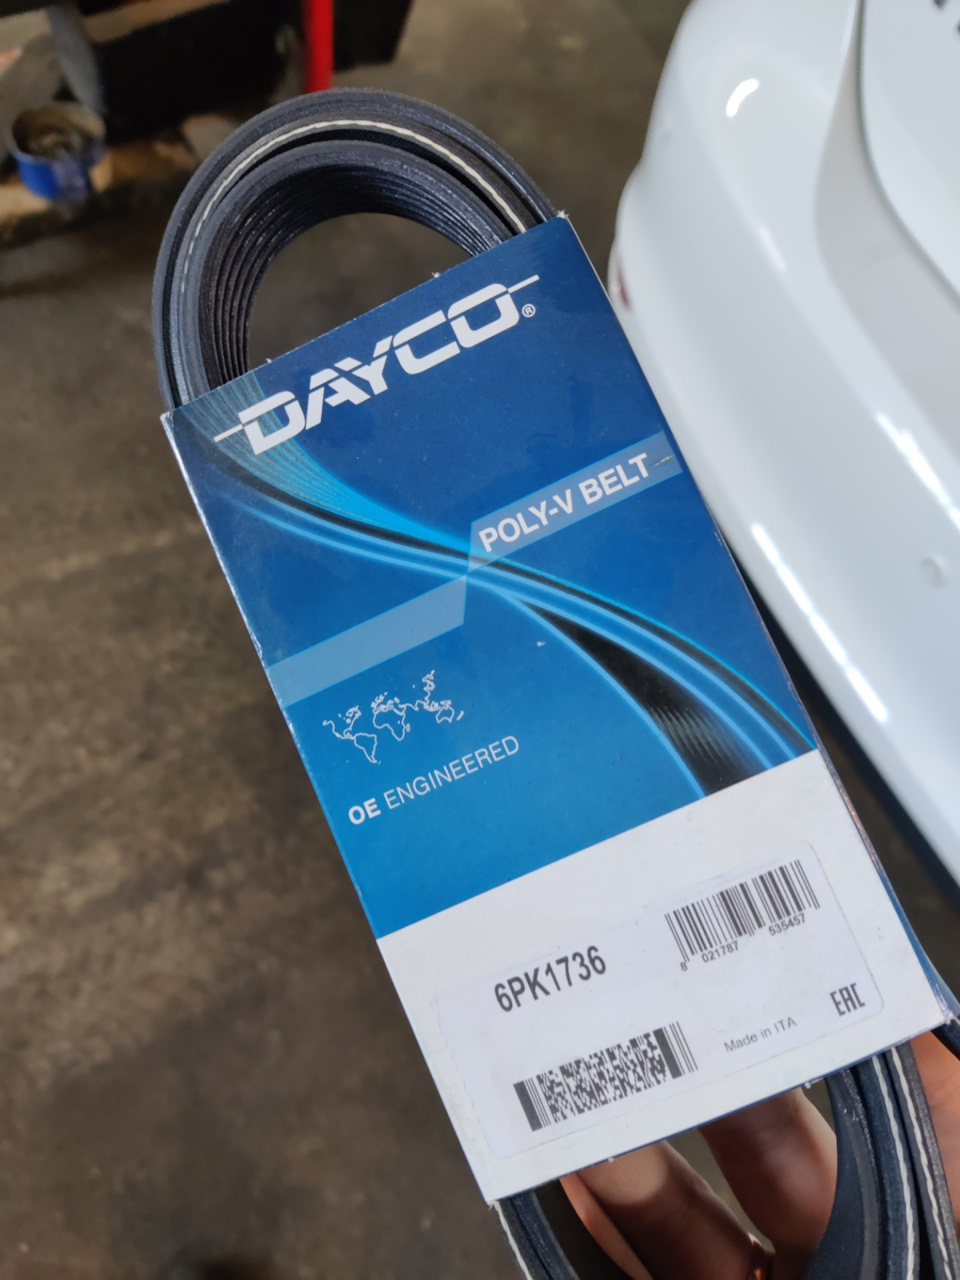 DAYCO®
POLY-V BELT
OE ENGINEERED
6PK1736
8 021787 535457
Made in ITA
EAC